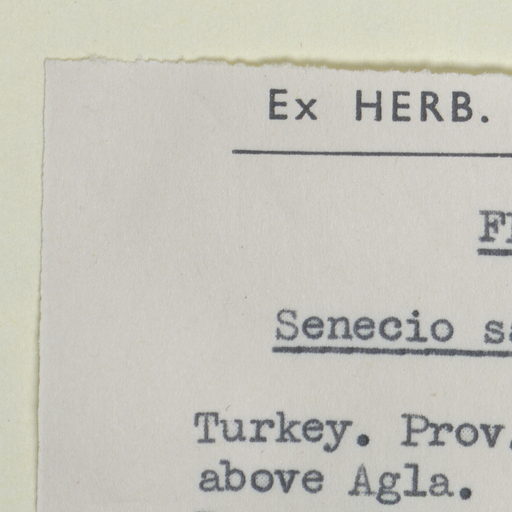 Ex HERB.
Senecio
Turkey. Prov.
above Agla.